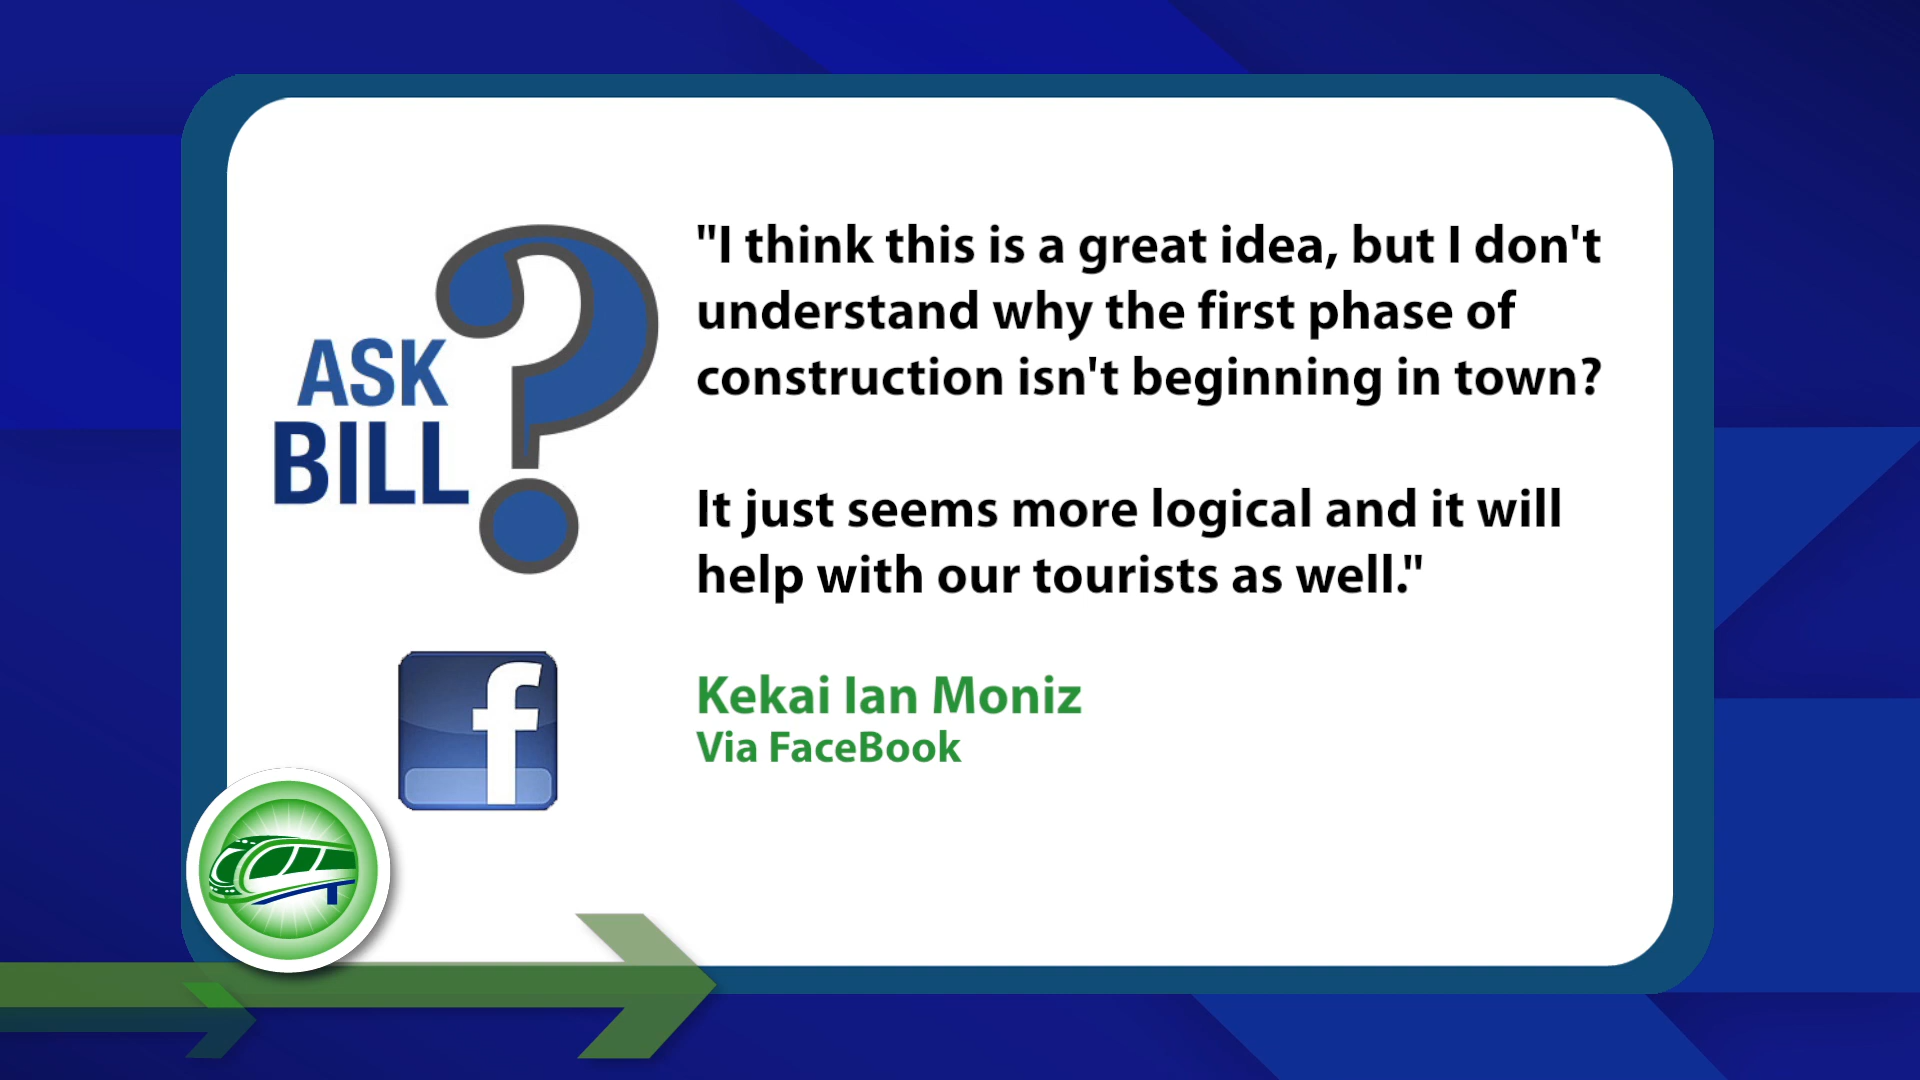 ASK
BILL
?
"I think this is a great idea, but I don't
understand why the first phase of
construction isn't beginning in town?
It just seems more logical and it will
help with our tourists as well."
Kekai Ian Moniz
Via FaceBook
f